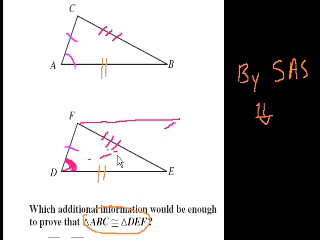 C
A
B
By SAS
F
D
E
Which additional information would be enough
to prove that △ABC ≅ △DEF?